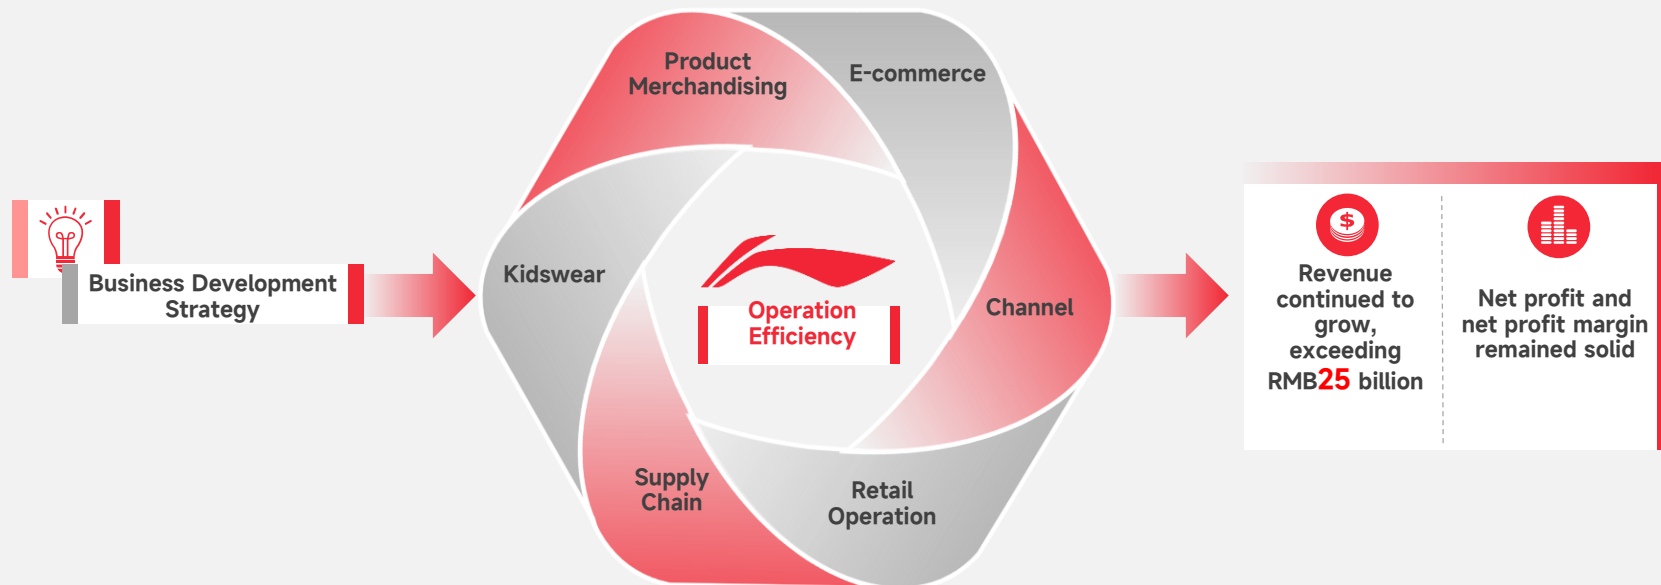 Product
Merchandising
E-commerce
Kidswear
Channel
Supply
Chain
Retail
Operation
Operation
Efficiency
Business Development
Strategy
$
Revenue
continued to
grow,
exceeding
RMB25 billion
Net profit and
net profit margin
remained solid